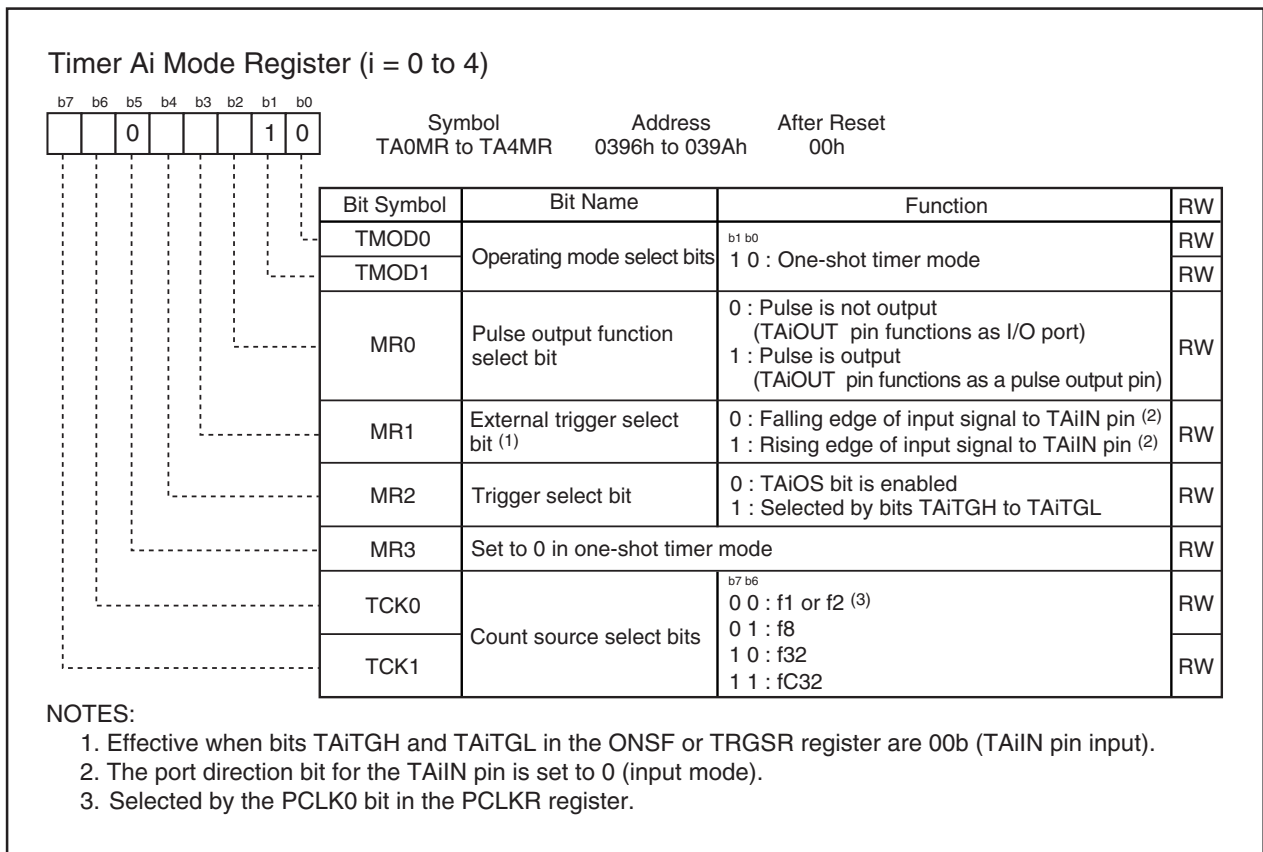 Timer Ai Mode Register (i = 0 to 4)
b7 b6 b5 b4 b3 b2 b1 b0
0 1 0
Symbol Address After Reset
TA0MR to TA4MR 0396h to 039Ah 00h
Bit Symbol Bit Name Function RW
TMOD0 RW
Operating mode select bits
b1 b0
1 0 : One-shot timer mode
TMOD1 RW
MR0
Pulse output function
select bit
0 : Pulse is not output
(TAiOUT pin functions as I/O port)
1 : Pulse is output
(TAiOUT pin functions as a pulse output pin)
RW
MR1
External trigger select
bit (1)
0 : Falling edge of input signal to TAiIN pin (2)
1 : Rising edge of input signal to TAiIN pin (2)
RW
MR2
Trigger select bit
0 : TAiOS bit is enabled
1 : Selected by bits TAiTGH to TAiTGL
RW
MR3 Set to 0 in one-shot timer mode RW
TCK0
Count source select bits
b7 b6
0 0 : f1 or f2 (3)
0 1 : f8
1 0 : f32
1 1 : fC32
RW
TCK1 RW
NOTES:
1. Effective when bits TAiTGH and TAiTGL in the ONSF or TRGSR register are 00b (TAiIN pin input).
2. The port direction bit for the TAiIN pin is set to 0 (input mode).
3. Selected by the PCLK0 bit in the PCLKR register.